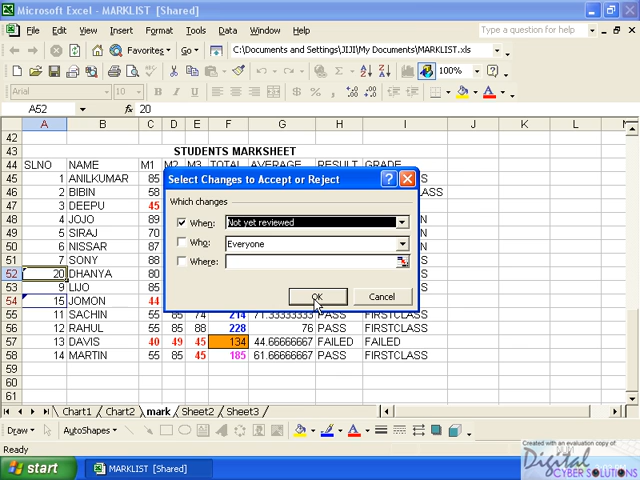 Microsoft Excel - MARKLIST [Shared]
File Edit View Insert Format Tools Data Window Help
Type a question for help
Favorites Go C:\Documents and Settings\JIJI\My Documents\MARKLIST.xls
100%
Arial 10 B I U
A52 fx 20
A B C D E F G H I J K L
42
43 STUDENTS MARKSHEET
44 SLNO NAME M1 M2 M3 TOTAL AVERAGE RESULT GRADE
45 1 ANILKUMAR 85
46 2 BIBIN 58
47 3 DEEPU 45
48 4 JOJO 89
49 5 SIRAJ 70
50 6 NISSAR 87
51 7 SONY 88
52 20 DHANYA 80
53 9 LIJO 85
54 15 JOMON 44
55 11 SACHIN 55 66 74 214 71.33333333 PASS FIRSTCLASS
56 12 RAHUL 55 85 88 228 76 PASS FIRSTCLASS
57 13 DAVIS 40 49 45 134 44.66666667 FAILED FAILED
58 14 MARTIN 55 85 45 185 61.66666667 PASS FIRSTCLASS
59
60
61
Select Changes to Accept or Reject
Which changes
When: Not yet reviewed
Who: Everyone
Where:
OK Cancel
Chart1 Chart2 mark Sheet2 Sheet3
Draw AutoShapes
Ready
Created with an evaluation copy of
Digital
CYBER SOLUTIONS
start MARKLIST [Shared]